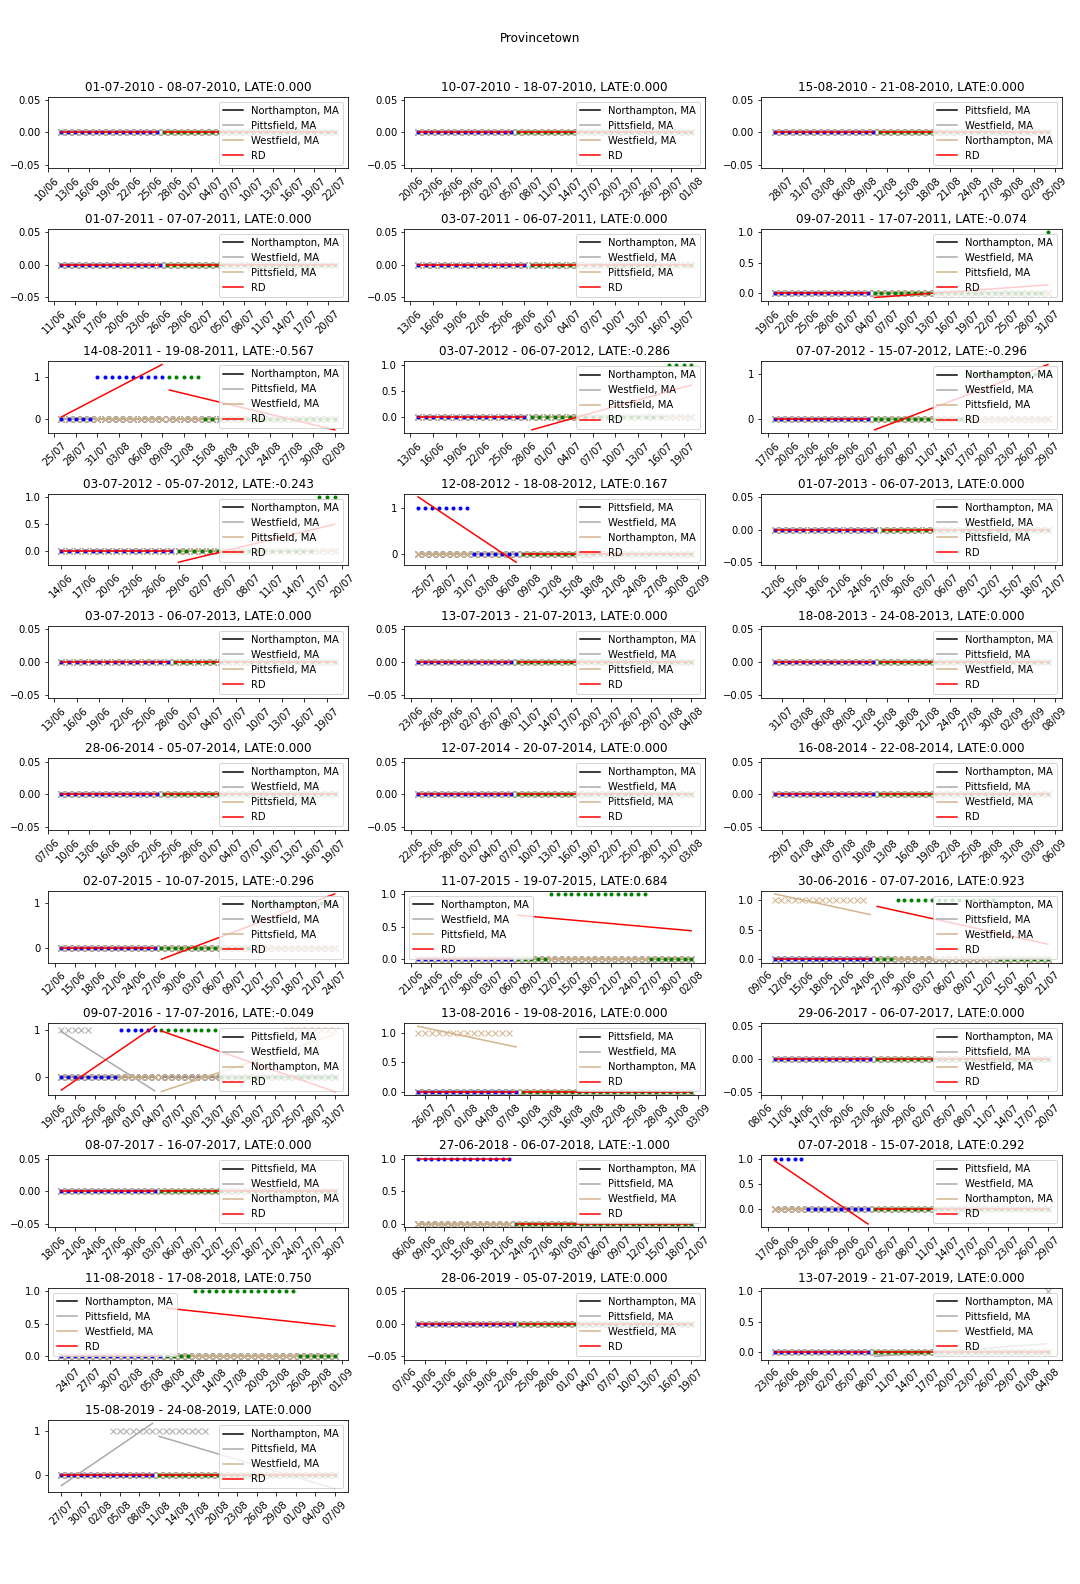 Provincetown
01-07-2010 - 08-07-2010, LATE:0.000
0.05
0.00
−0.05
Northampton, MA
Pittsfield, MA
Westfield, MA
RD
10/06 13/06 16/06 19/06 22/06 25/06 28/06 01/07 04/07 07/07 10/07 13/07 16/07 19/07 22/07
10-07-2010 - 18-07-2010, LATE:0.000
0.05
0.00
−0.05
Northampton, MA
Pittsfield, MA
Westfield, MA
RD
20/06 23/06 26/06 29/06 02/07 05/07 08/07 11/07 14/07 17/07 20/07 23/07 26/07 29/07 01/08
15-08-2010 - 21-08-2010, LATE:0.000
0.05
0.00
−0.05
Pittsfield, MA
Westfield, MA
Northampton, MA
RD
28/07 31/07 03/08 06/08 09/08 12/08 15/08 18/08 21/08 24/08 27/08 30/08 02/09 05/09
01-07-2011 - 07-07-2011, LATE:0.000
0.05
0.00
−0.05
Northampton, MA
Westfield, MA
Pittsfield, MA
RD
11/06 14/06 17/06 20/06 23/06 26/06 29/06 02/07 05/07 08/07 11/07 14/07 17/07 20/07
03-07-2011 - 06-07-2011, LATE:0.000
0.05
0.00
−0.05
Northampton, MA
Westfield, MA
Pittsfield, MA
RD
13/06 16/06 19/06 22/06 25/06 28/06 01/07 04/07 07/07 10/07 13/07 16/07 19/07
09-07-2011 - 17-07-2011, LATE:-0.074
1.0
0.5
0.0
Northampton, MA
Pittsfield, MA
Westfield, MA
RD
19/06 22/06 25/06 28/06 01/07 04/07 07/07 10/07 13/07 16/07 19/07 22/07 25/07 28/07 31/07
14-08-2011 - 19-08-2011, LATE:-0.567
1
0
Northampton, MA
Pittsfield, MA
Westfield, MA
RD
25/07 28/07 31/07 03/08 06/08 09/08 12/08 15/08 18/08 21/08 24/08 27/08 30/08 02/09
03-07-2012 - 06-07-2012, LATE:-0.286
1.0
0.5
0.0
Northampton, MA
Westfield, MA
Pittsfield, MA
RD
13/06 16/06 19/06 22/06 25/06 28/06 01/07 04/07 07/07 10/07 13/07 16/07 19/07
07-07-2012 - 15-07-2012, LATE:-0.296
1
0
Northampton, MA
Westfield, MA
Pittsfield, MA
RD
17/06 20/06 23/06 26/06 29/06 02/07 05/07 08/07 11/07 14/07 17/07 20/07 23/07 26/07 29/07
03-07-2012 - 05-07-2012, LATE:-0.243
1.0
0.5
0.0
Northampton, MA
Westfield, MA
Pittsfield, MA
RD
14/06 17/06 20/06 23/06 26/06 29/06 02/07 05/07 08/07 11/07 14/07 17/07 20/07
12-08-2012 - 18-08-2012, LATE:0.167
1
0
Pittsfield, MA
Westfield, MA
Northampton, MA
RD
25/07 28/07 31/07 03/08 06/08 09/08 12/08 15/08 18/08 21/08 24/08 27/08 30/08 02/09
01-07-2013 - 06-07-2013, LATE:0.000
0.05
0.00
−0.05
Northampton, MA
Westfield, MA
Pittsfield, MA
RD
12/06 15/06 18/06 21/06 24/06 27/06 30/06 03/07 06/07 09/07 12/07 15/07 18/07 21/07
03-07-2013 - 06-07-2013, LATE:0.000
0.05
0.00
−0.05
Northampton, MA
Westfield, MA
Pittsfield, MA
RD
13/06 16/06 19/06 22/06 25/06 28/06 01/07 04/07 07/07 10/07 13/07 16/07 19/07
13-07-2013 - 21-07-2013, LATE:0.000
0.05
0.00
−0.05
Northampton, MA
Westfield, MA
Pittsfield, MA
RD
23/06 26/06 29/06 02/07 05/07 08/07 11/07 14/07 17/07 20/07 23/07 26/07 29/07 01/08 04/08
18-08-2013 - 24-08-2013, LATE:0.000
0.05
0.00
−0.05
Northampton, MA
Pittsfield, MA
Westfield, MA
RD
31/07 03/08 06/08 09/08 12/08 15/08 18/08 21/08 24/08 27/08 30/08 02/09 05/09 08/09
28-06-2014 - 05-07-2014, LATE:0.000
0.05
0.00
−0.05
Northampton, MA
Westfield, MA
Pittsfield, MA
RD
07/06 10/06 13/06 16/06 19/06 22/06 25/06 28/06 01/07 04/07 07/07 10/07 13/07 16/07 19/07
12-07-2014 - 20-07-2014, LATE:0.000
0.05
0.00
−0.05
Northampton, MA
Westfield, MA
Pittsfield, MA
RD
22/06 25/06 28/06 01/07 04/07 07/07 10/07 13/07 16/07 19/07 22/07 25/07 28/07 31/07 03/08
16-08-2014 - 22-08-2014, LATE:0.000
0.05
0.00
−0.05
Northampton, MA
Pittsfield, MA
Westfield, MA
RD
29/07 01/08 04/08 07/08 10/08 13/08 16/08 19/08 22/08 25/08 28/08 31/08 03/09 06/09
02-07-2015 - 10-07-2015, LATE:-0.296
1
0
Northampton, MA
Westfield, MA
Pittsfield, MA
RD
12/06 15/06 18/06 21/06 24/06 27/06 30/06 03/07 06/07 09/07 12/07 15/07 18/07 21/07 24/07
11-07-2015 - 19-07-2015, LATE:0.684
1.0
0.5
0.0
Northampton, MA
Westfield, MA
Pittsfield, MA
RD
21/06 24/06 27/06 30/06 03/07 06/07 09/07 12/07 15/07 18/07 21/07 24/07 27/07 30/07 02/08
30-06-2016 - 07-07-2016, LATE:0.923
1.0
0.5
0.0
Northampton, MA
Pittsfield, MA
Westfield, MA
RD
09/06 12/06 15/06 18/06 21/06 24/06 27/06 30/06 03/07 06/07 09/07 12/07 15/07 18/07 21/07
09-07-2016 - 17-07-2016, LATE:-0.049
1
0
Pittsfield, MA
Westfield, MA
Northampton, MA
RD
19/06 22/06 25/06 28/06 01/07 04/07 07/07 10/07 13/07 16/07 19/07 22/07 25/07 28/07 31/07
13-08-2016 - 19-08-2016, LATE:0.000
1.0
0.5
0.0
Pittsfield, MA
Westfield, MA
Northampton, MA
RD
26/07 29/07 01/08 04/08 07/08 10/08 13/08 16/08 19/08 22/08 25/08 28/08 31/08 03/09
29-06-2017 - 06-07-2017, LATE:0.000
0.05
0.00
−0.05
Northampton, MA
Pittsfield, MA
Westfield, MA
RD
08/06 11/06 14/06 17/06 20/06 23/06 26/06 29/06 02/07 05/07 08/07 11/07 14/07 17/07 20/07
08-07-2017 - 16-07-2017, LATE:0.000
0.05
0.00
−0.05
Pittsfield, MA
Westfield, MA
Northampton, MA
RD
18/06 21/06 24/06 27/06 30/06 03/07 06/07 09/07 12/07 15/07 18/07 21/07 24/07 27/07 30/07
27-06-2018 - 06-07-2018, LATE:-1.000
1.0
0.5
0.0
Northampton, MA
Pittsfield, MA
Westfield, MA
RD
06/06 09/06 12/06 15/06 18/06 21/06 24/06 27/06 30/06 03/07 06/07 09/07 12/07 15/07 18/07 21/07
07-07-2018 - 15-07-2018, LATE:0.292
1.0
0.5
0.0
Pittsfield, MA
Westfield, MA
Northampton, MA
RD
17/06 20/06 23/06 26/06 29/06 02/07 05/07 08/07 11/07 14/07 17/07 20/07 23/07 26/07 29/07
11-08-2018 - 17-08-2018, LATE:0.750
1.0
0.5
0.0
Northampton, MA
Pittsfield, MA
Westfield, MA
RD
24/07 27/07 30/07 02/08 05/08 08/08 11/08 14/08 17/08 20/08 23/08 26/08 29/08 01/09
28-06-2019 - 05-07-2019, LATE:0.000
0.05
0.00
−0.05
Northampton, MA
Pittsfield, MA
Westfield, MA
RD
07/06 10/06 13/06 16/06 19/06 22/06 25/06 28/06 01/07 04/07 07/07 10/07 13/07 16/07 19/07
13-07-2019 - 21-07-2019, LATE:0.000
1.0
0.5
0.0
Northampton, MA
Pittsfield, MA
Westfield, MA
RD
23/06 26/06 29/06 02/07 05/07 08/07 11/07 14/07 17/07 20/07 23/07 26/07 29/07 01/08 04/08
15-08-2019 - 24-08-2019, LATE:0.000
1
0
Northampton, MA
Pittsfield, MA
Westfield, MA
RD
27/07 30/07 02/08 05/08 08/08 11/08 14/08 17/08 20/08 23/08 26/08 29/08 01/09 04/09 07/09